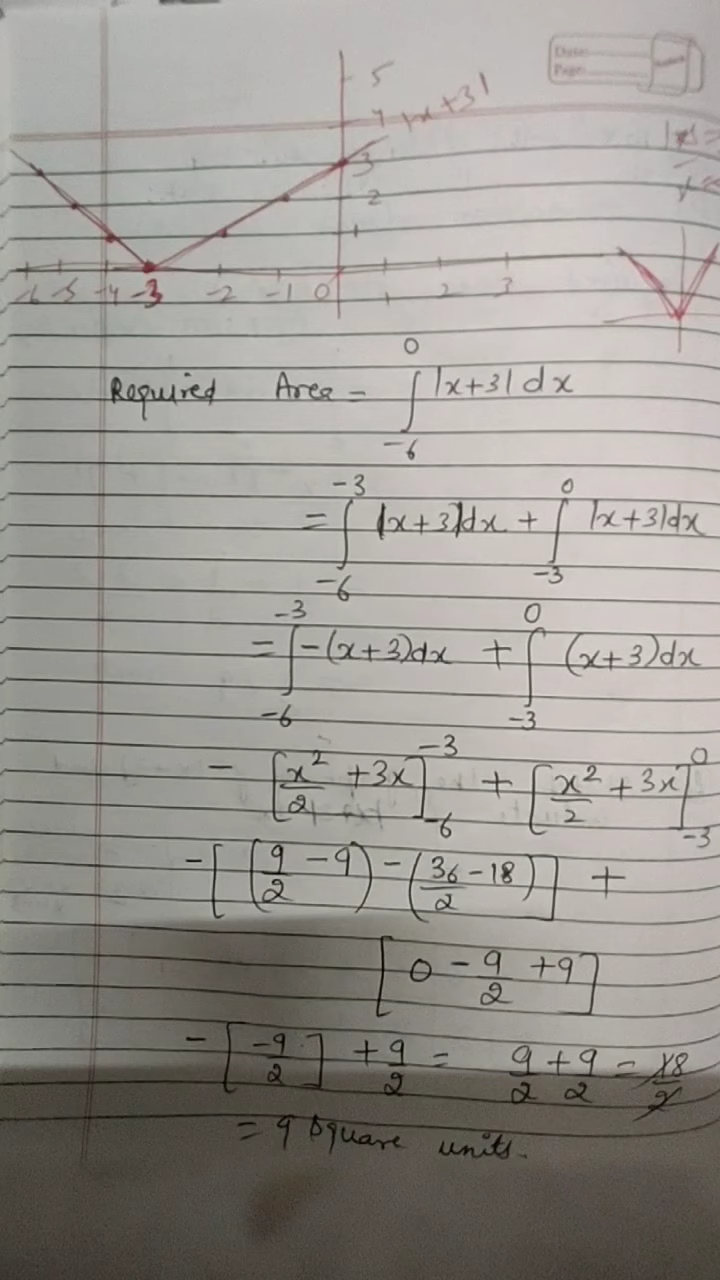 Date:
Page:
5
4 |x+3|
3
2
1
-6 -5 -4 -3 -2 -1 0 2 3
Required Area = ∫_{-6}^{0} |x+3| dx
= ∫_{-6}^{-3} |x+3|dx + ∫_{-3}^{0} |x+3|dx
= ∫_{-6}^{-3} -(x+3)dx + ∫_{-3}^{0} (x+3)dx
- [x²/2 + 3x]_{-6}^{-3} + [x²/2 + 3x]_{-3}^{0}
- [(9/2 - 9) - (36/2 - 18)] +
[0 - 9/2 + 9]
- [-9/2] + 9/2 = 9/2 + 9/2 = 18/2
= 9 square units.